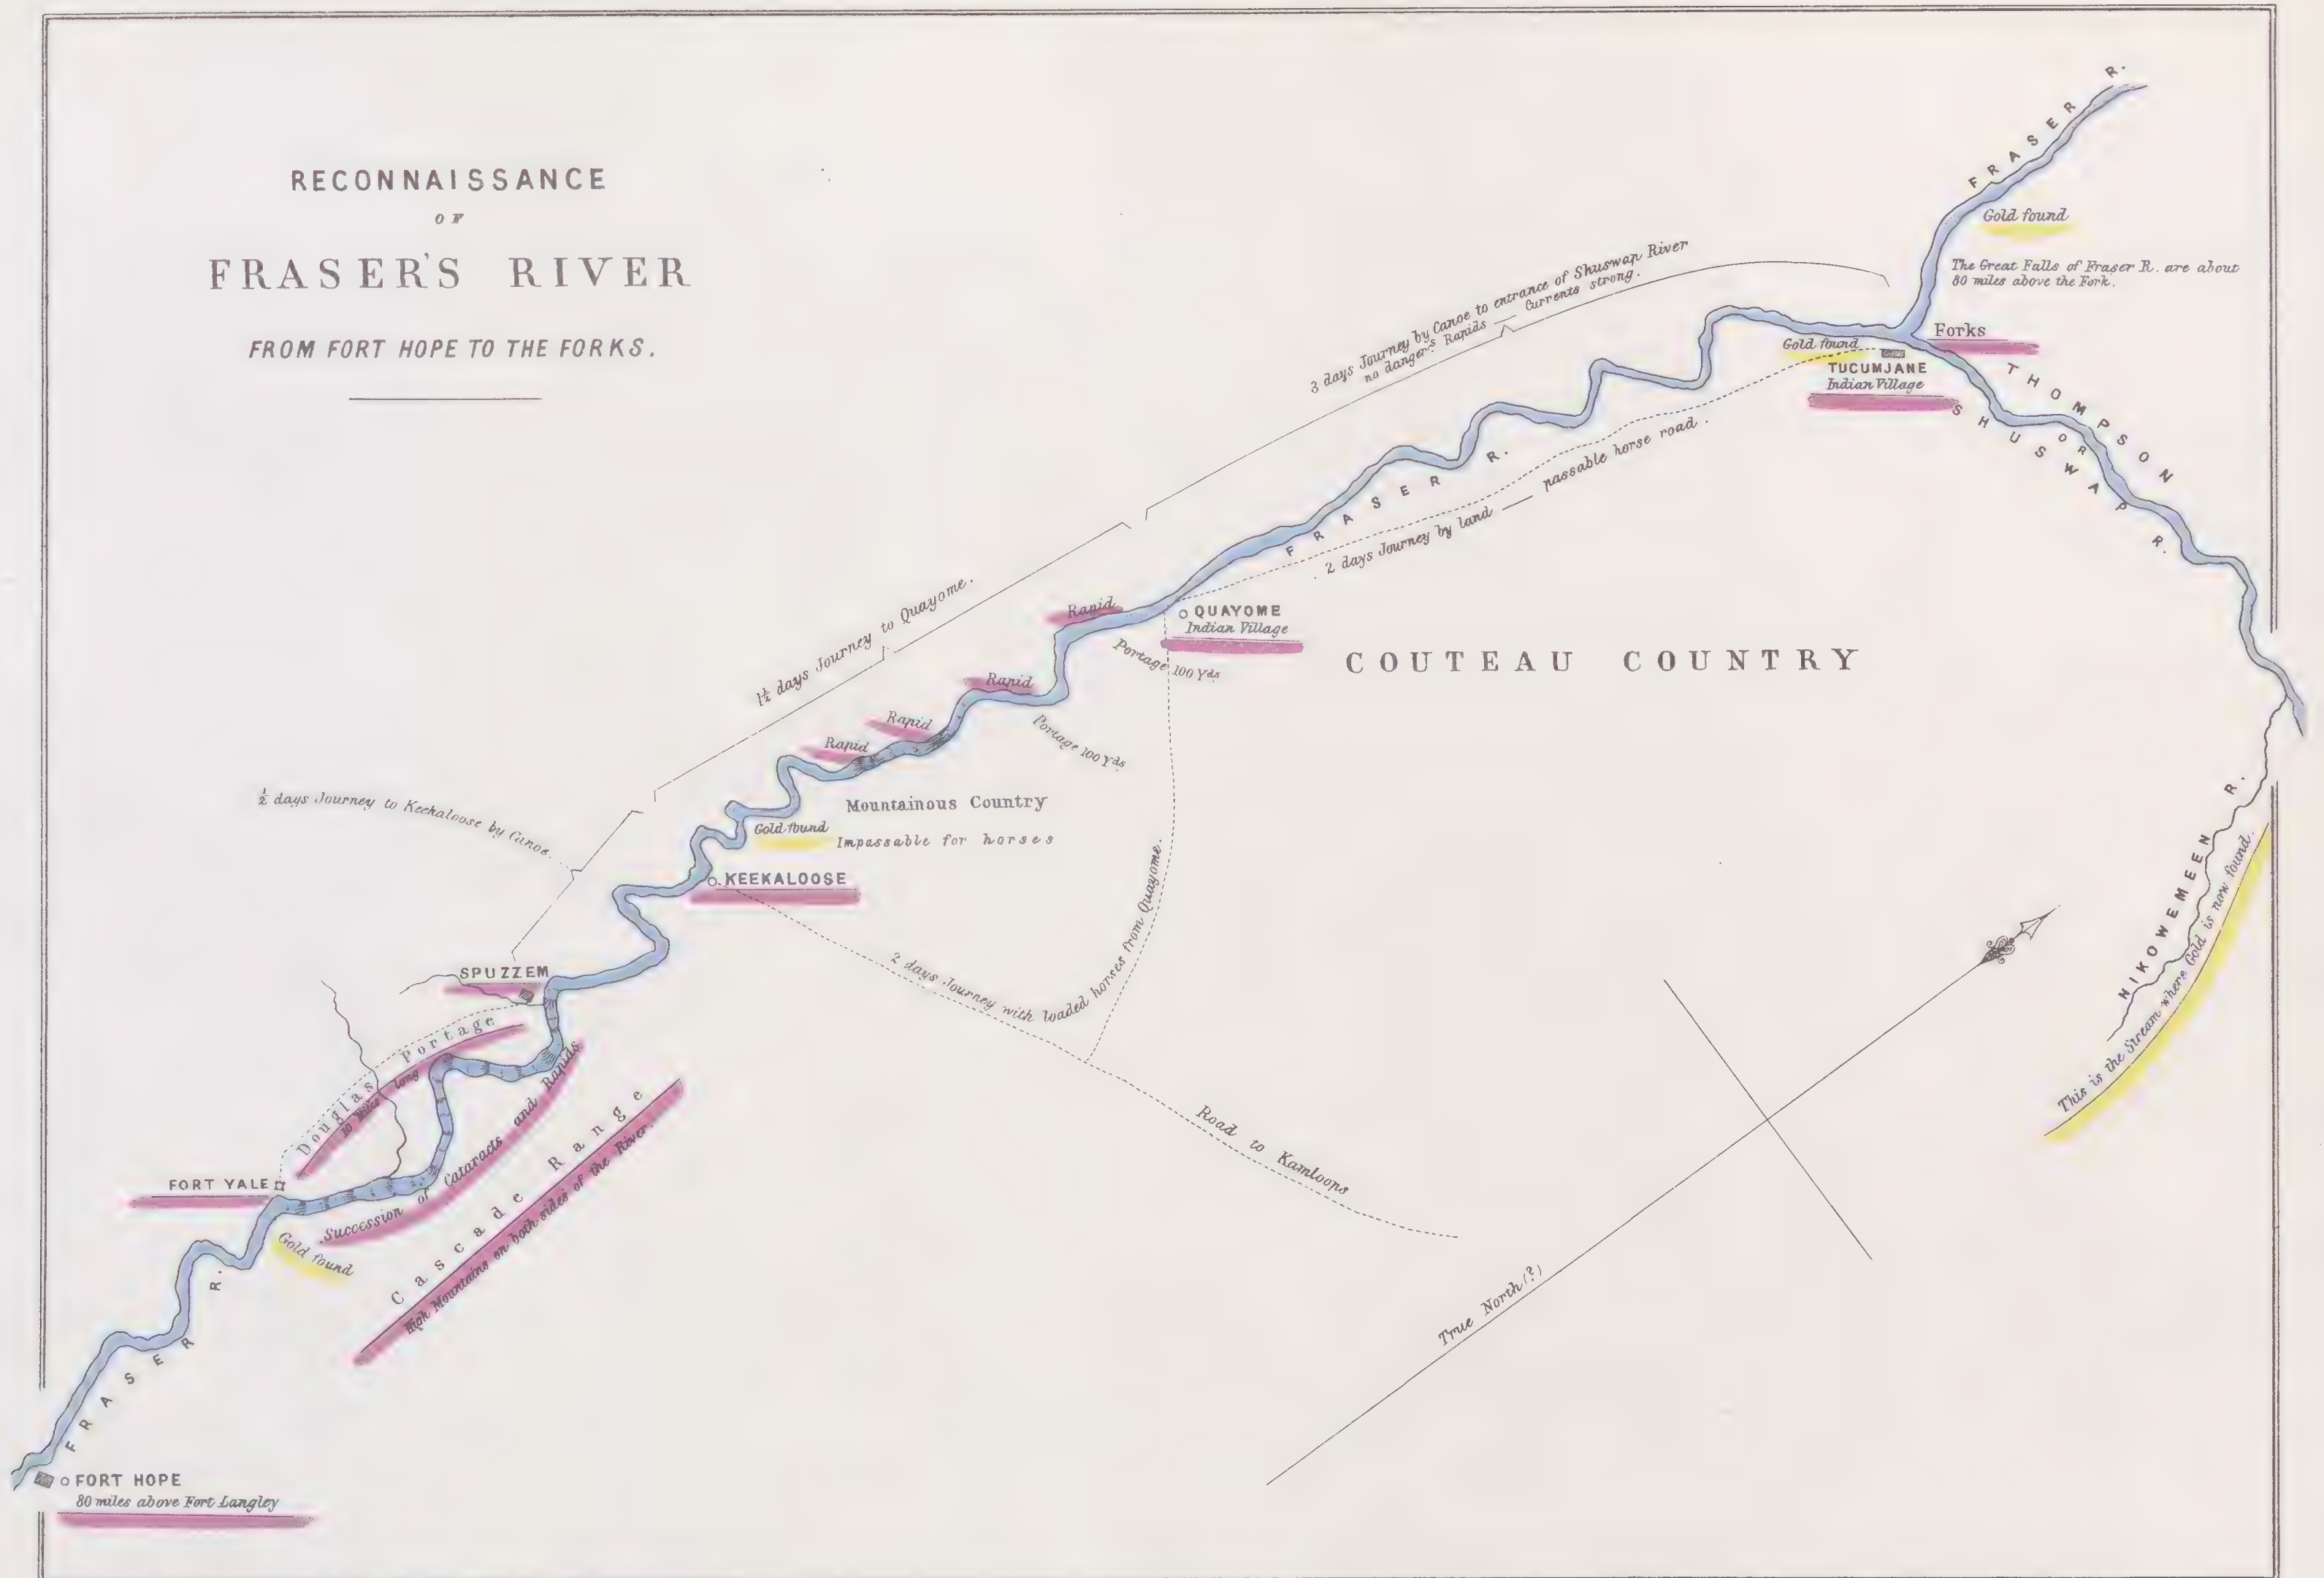 RECONNAISSANCE
OF
FRASER'S RIVER
FROM FORT HOPE TO THE FORKS.
FRASER R.
Gold found
The Great Falls of Fraser R. are about
80 miles above the Fork.
3 days Journey by Canoe to entrance of Shuswap River
no danger.s Rapids — Currents strong.
Forks
Gold found
TUCUMJANE
Indian Village
THOMPSON
OR
SHUSWAP R.
FRASER R.
2 days Journey by land — passable horse road.
1½ days Journey to Quayome.
Rapid
QUAYOME
Indian Village
Portage 100 Yds
COUTEAU COUNTRY
Rapid
Portage 100 Yds
Rapid
Rapid
Mountainous Country
Impassable for horses
Gold found
½ days Journey to Keekaloose by Canoe.
KEEKALOOSE
2 days Journey with loaded horses from Quayome.
Road to Kamloops
NIKOWEMEEN R.
This is the Stream where Gold is now found.
SPUZZEM
Douglas Portage
10 Miles long
Succession of Cataracts and Rapids
Cascade Range
High Mountains on both sides of the River.
FORT YALE
Gold found
True North (?)
FRASER R.
FORT HOPE
80 miles above Fort Langley